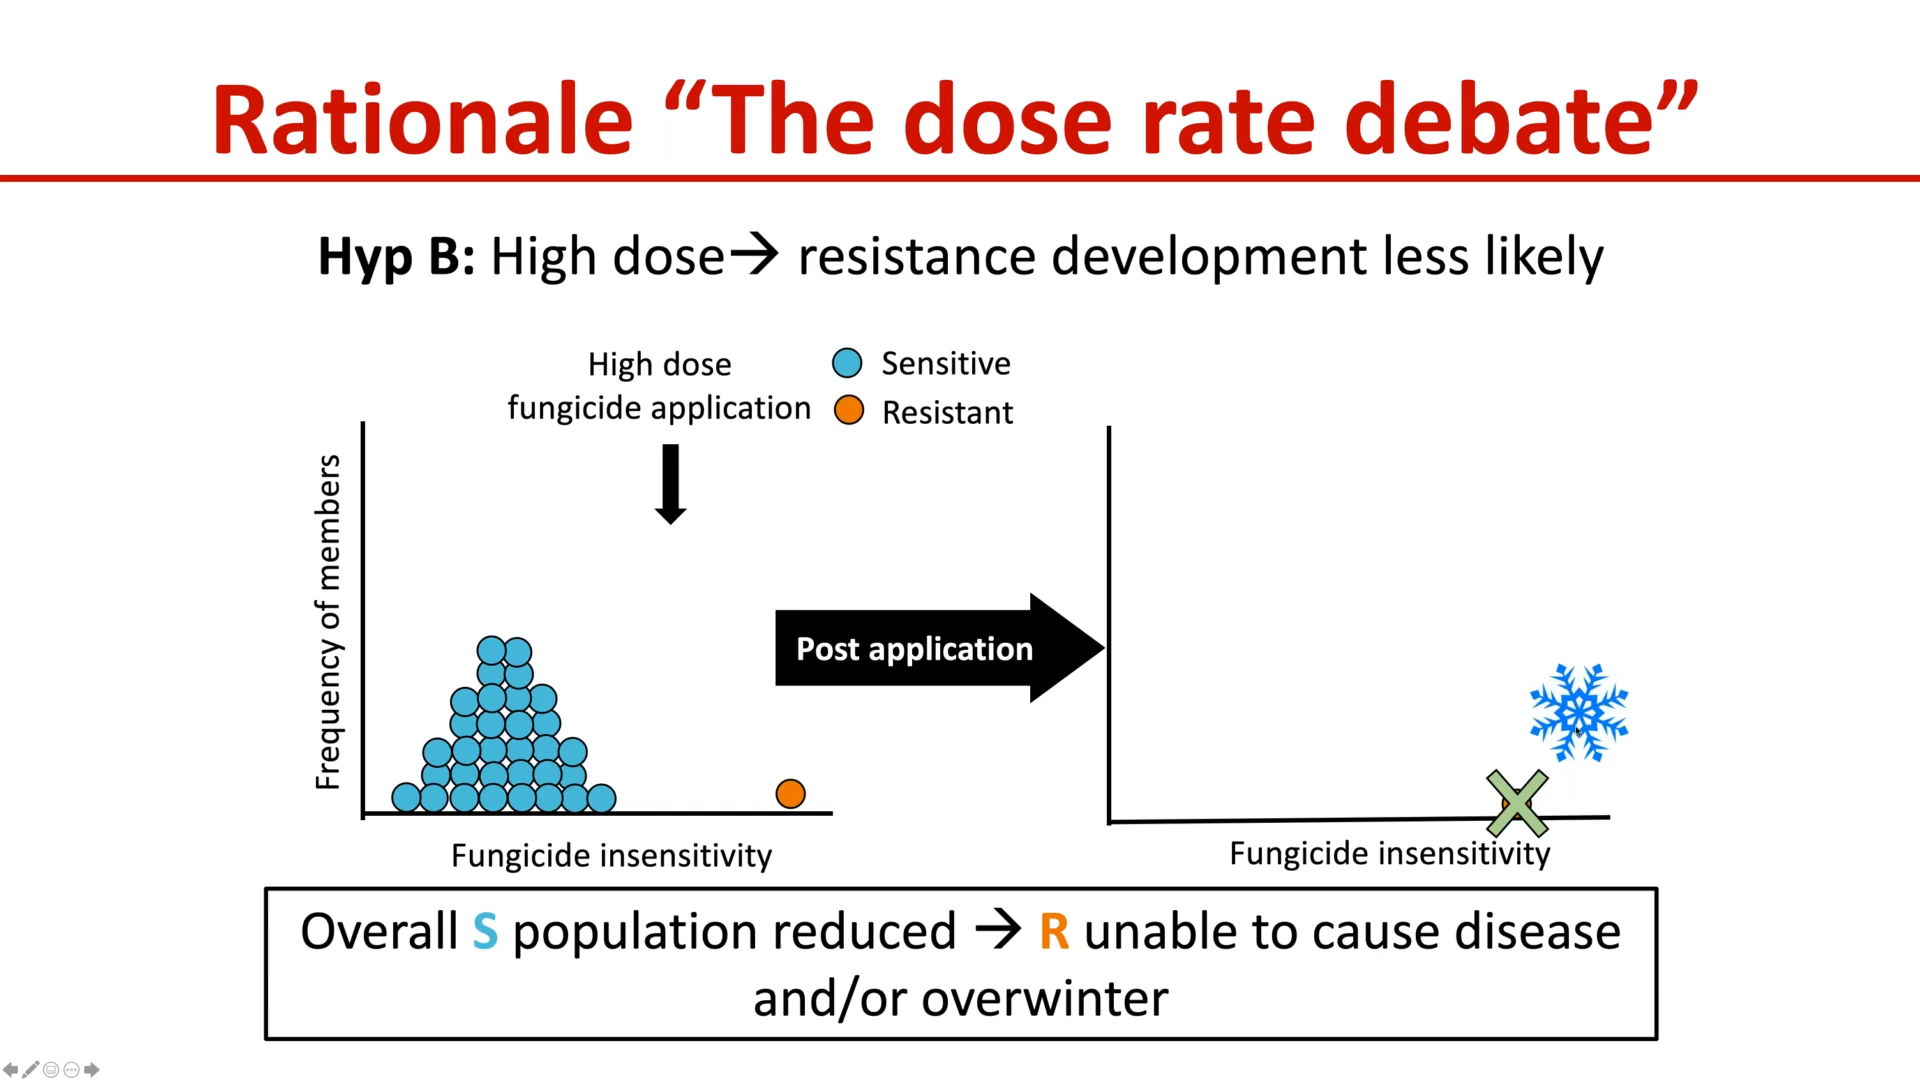 Rationale “The dose rate debate”
Hyp B: High dose→ resistance development less likely
High dose
fungicide application
Sensitive
Resistant
Frequency of members
Post application
Fungicide insensitivity
Fungicide insensitivity
Overall S population reduced → R unable to cause disease
and/or overwinter